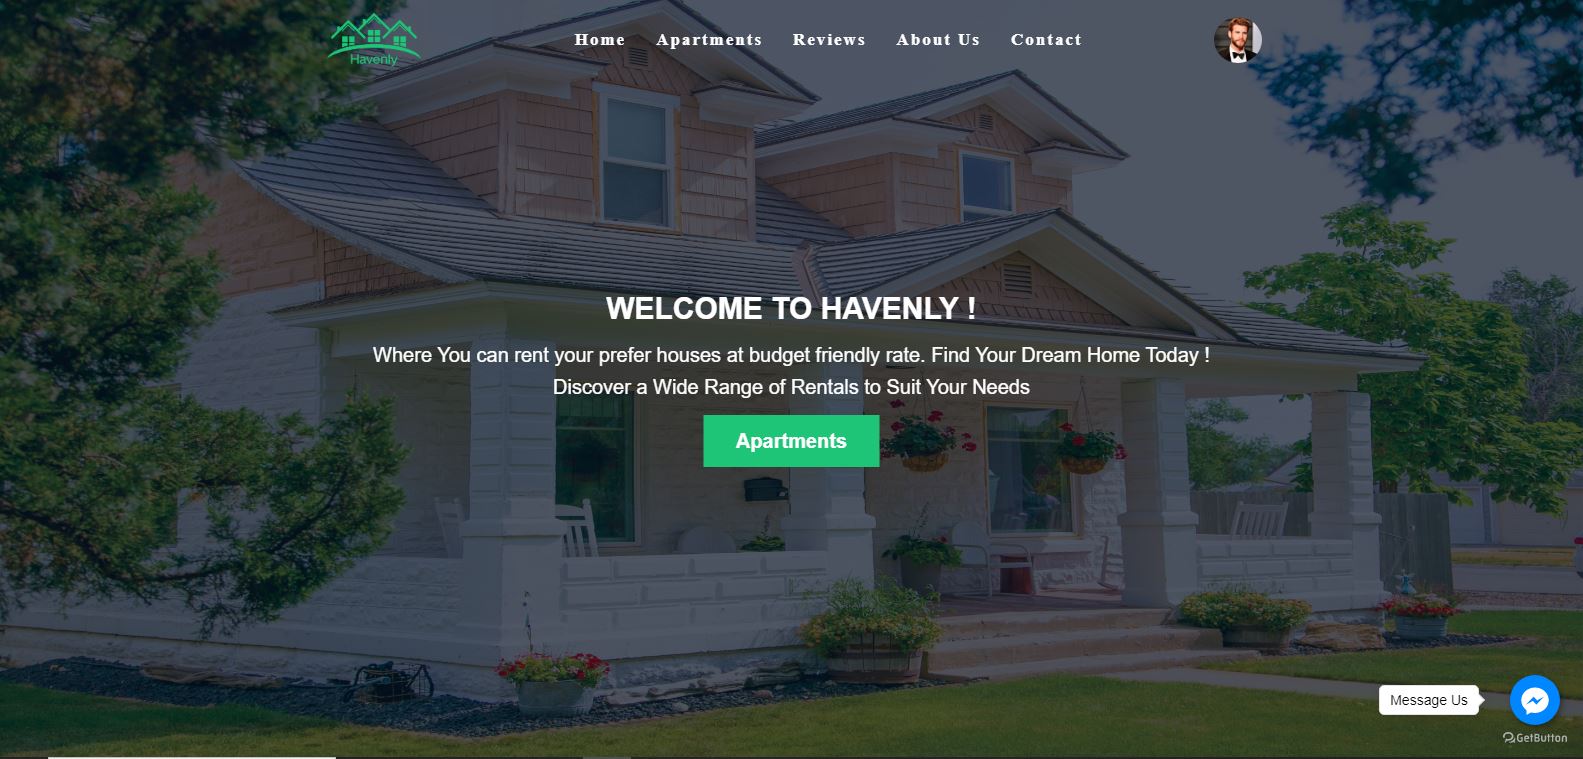 Havenly
Home Apartments Reviews About Us Contact
WELCOME TO HAVENLY !
Where You can rent your prefer houses at budget friendly rate. Find Your Dream Home Today !
Discover a Wide Range of Rentals to Suit Your Needs
Apartments
Message Us
GetButton